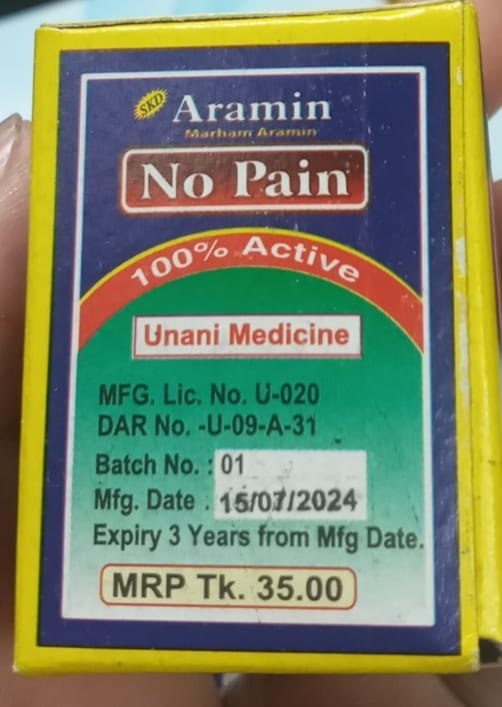 SKD Aramin
Marham Aramin
No Pain
100% Active
Unani Medicine
MFG. Lic. No. U-020
DAR No. -U-09-A-31
Batch No. : 01
Mfg. Date : 15/07/2024
Expiry 3 Years from Mfg Date.
MRP Tk. 35.00